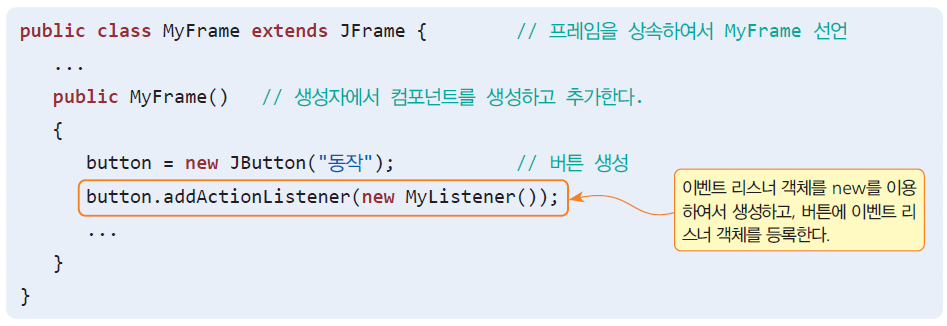 public class MyFrame extends JFrame { // 프레임을 상속하여서 MyFrame 선언
...
public MyFrame() // 생성자에서 컴포넌트를 생성하고 추가한다.
{
button = new JButton("동작"); // 버튼 생성
button.addActionListener(new MyListener());
...
}
}
이벤트 리스너 객체를 new를 이용
하여서 생성하고, 버튼에 이벤트 리
스너 객체를 등록한다.